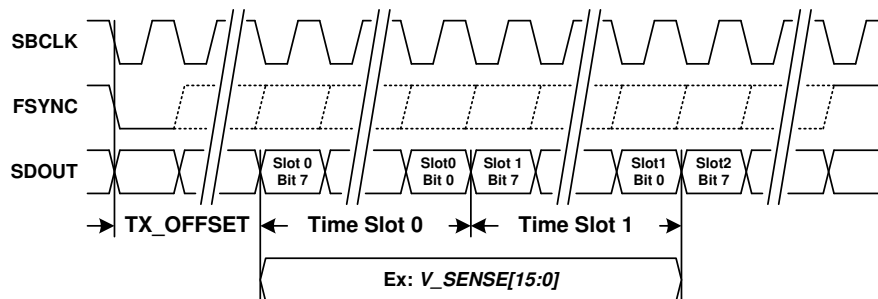 SBCLK
FSYNC
SDOUT
Slot 0
Bit 7
Slot0
Bit 0
Slot 1
Bit 7
Slot1
Bit 0
Slot2
Bit 7
TX_OFFSET
Time Slot 0
Time Slot 1
Ex: V_SENSE[15:0]